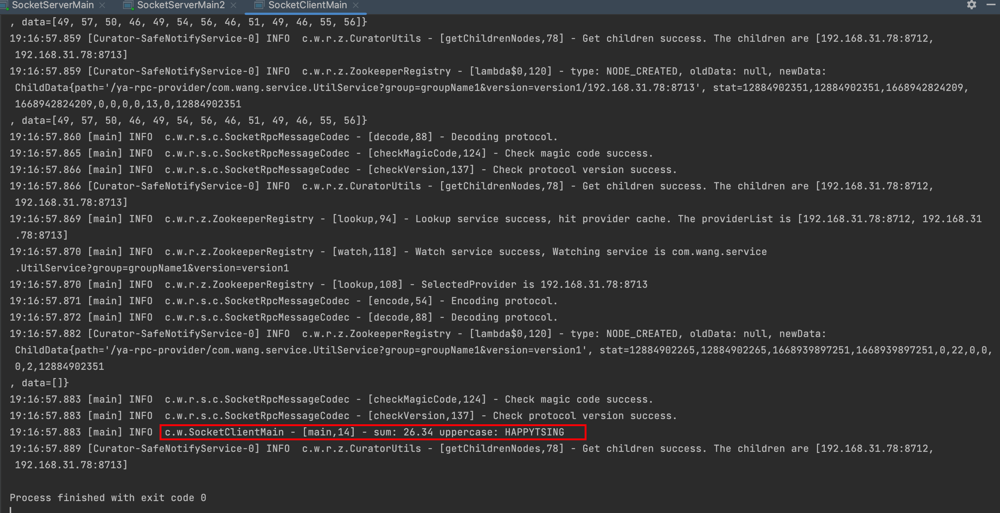 SocketServerMain SocketServerMain2 SocketClientMain
, data=[49, 57, 50, 46, 49, 54, 56, 46, 51, 49, 46, 55, 56]}
19:16:57.859 [Curator-SafeNotifyService-0] INFO  c.w.r.z.CuratorUtils - [getChildrenNodes,78] - Get children success. The children are [192.168.31.78:8712,
192.168.31.78:8713]
19:16:57.859 [Curator-SafeNotifyService-0] INFO  c.w.r.z.ZookeeperRegistry - [lambda$0,120] - type: NODE_CREATED, oldData: null, newData:
ChildData{path='/ya-rpc-provider/com.wang.service.UtilService?group=groupName1&version=version1/192.168.31.78:8713', stat=12884902351,12884902351,1668942824209,
1668942824209,0,0,0,0,13,0,12884902351
, data=[49, 57, 50, 46, 49, 54, 56, 46, 51, 49, 46, 55, 56]}
19:16:57.860 [main] INFO  c.w.r.s.c.SocketRpcMessageCodec - [decode,88] - Decoding protocol.
19:16:57.865 [main] INFO  c.w.r.s.c.SocketRpcMessageCodec - [checkMagicCode,124] - Check magic code success.
19:16:57.866 [main] INFO  c.w.r.s.c.SocketRpcMessageCodec - [checkVersion,137] - Check protocol version success.
19:16:57.866 [Curator-SafeNotifyService-0] INFO  c.w.r.z.CuratorUtils - [getChildrenNodes,78] - Get children success. The children are [192.168.31.78:8712,
192.168.31.78:8713]
19:16:57.869 [main] INFO  c.w.r.z.ZookeeperRegistry - [lookup,94] - Lookup service success, hit provider cache. The providerList is [192.168.31.78:8712, 192.168.31
.78:8713]
19:16:57.870 [main] INFO  c.w.r.z.ZookeeperRegistry - [watch,118] - Watch service success, Watching service is com.wang.service
.UtilService?group=groupName1&version=version1
19:16:57.870 [main] INFO  c.w.r.z.ZookeeperRegistry - [lookup,108] - SelectedProvider is 192.168.31.78:8713
19:16:57.871 [main] INFO  c.w.r.s.c.SocketRpcMessageCodec - [encode,54] - Encoding protocol.
19:16:57.872 [main] INFO  c.w.r.s.c.SocketRpcMessageCodec - [decode,88] - Decoding protocol.
19:16:57.882 [Curator-SafeNotifyService-0] INFO  c.w.r.z.ZookeeperRegistry - [lambda$0,120] - type: NODE_CREATED, oldData: null, newData:
ChildData{path='/ya-rpc-provider/com.wang.service.UtilService?group=groupName1&version=version1', stat=12884902265,12884902265,1668939897251,1668939897251,0,22,0,0,
0,2,12884902351
, data=[]}
19:16:57.883 [main] INFO  c.w.r.s.c.SocketRpcMessageCodec - [checkMagicCode,124] - Check magic code success.
19:16:57.883 [main] INFO  c.w.r.s.c.SocketRpcMessageCodec - [checkVersion,137] - Check protocol version success.
19:16:57.883 [main] INFO  c.w.SocketClientMain - [main,14] - sum: 26.34 uppercase: HAPPYTSING
19:16:57.889 [Curator-SafeNotifyService-0] INFO  c.w.r.z.CuratorUtils - [getChildrenNodes,78] - Get children success. The children are [192.168.31.78:8712,
192.168.31.78:8713]
Process finished with exit code 0